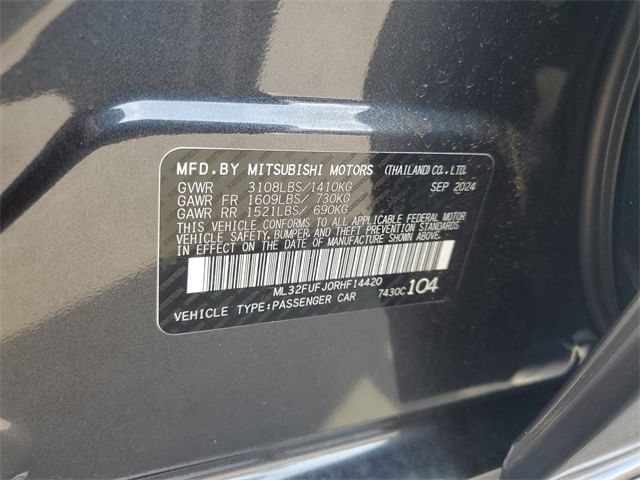 MFD.BY MITSUBISHI MOTORS (THAILAND) CO., LTD.
GVWR 3108LBS/1410KG SEP 2024
GAWR FR 1609LBS/ 730KG
GAWR RR 1521LBS/ 690KG
THIS VEHICLE CONFORMS TO ALL APPLICABLE FEDERAL MOTOR
VEHICLE SAFETY, BUMPER, AND THEFT PREVENTION STANDARDS
IN EFFECT ON THE DATE OF MANUFACTURE SHOWN ABOVE.
ML32FUFJ0RHF14420
VEHICLE TYPE:PASSENGER CAR 7430C 104